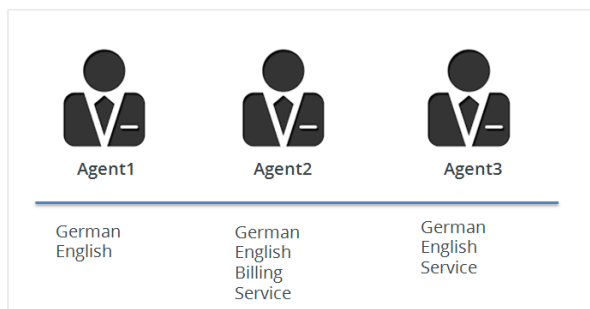 Agent1
Agent2
Agent3
German
English
German
English
Billing
Service
German
English
Service